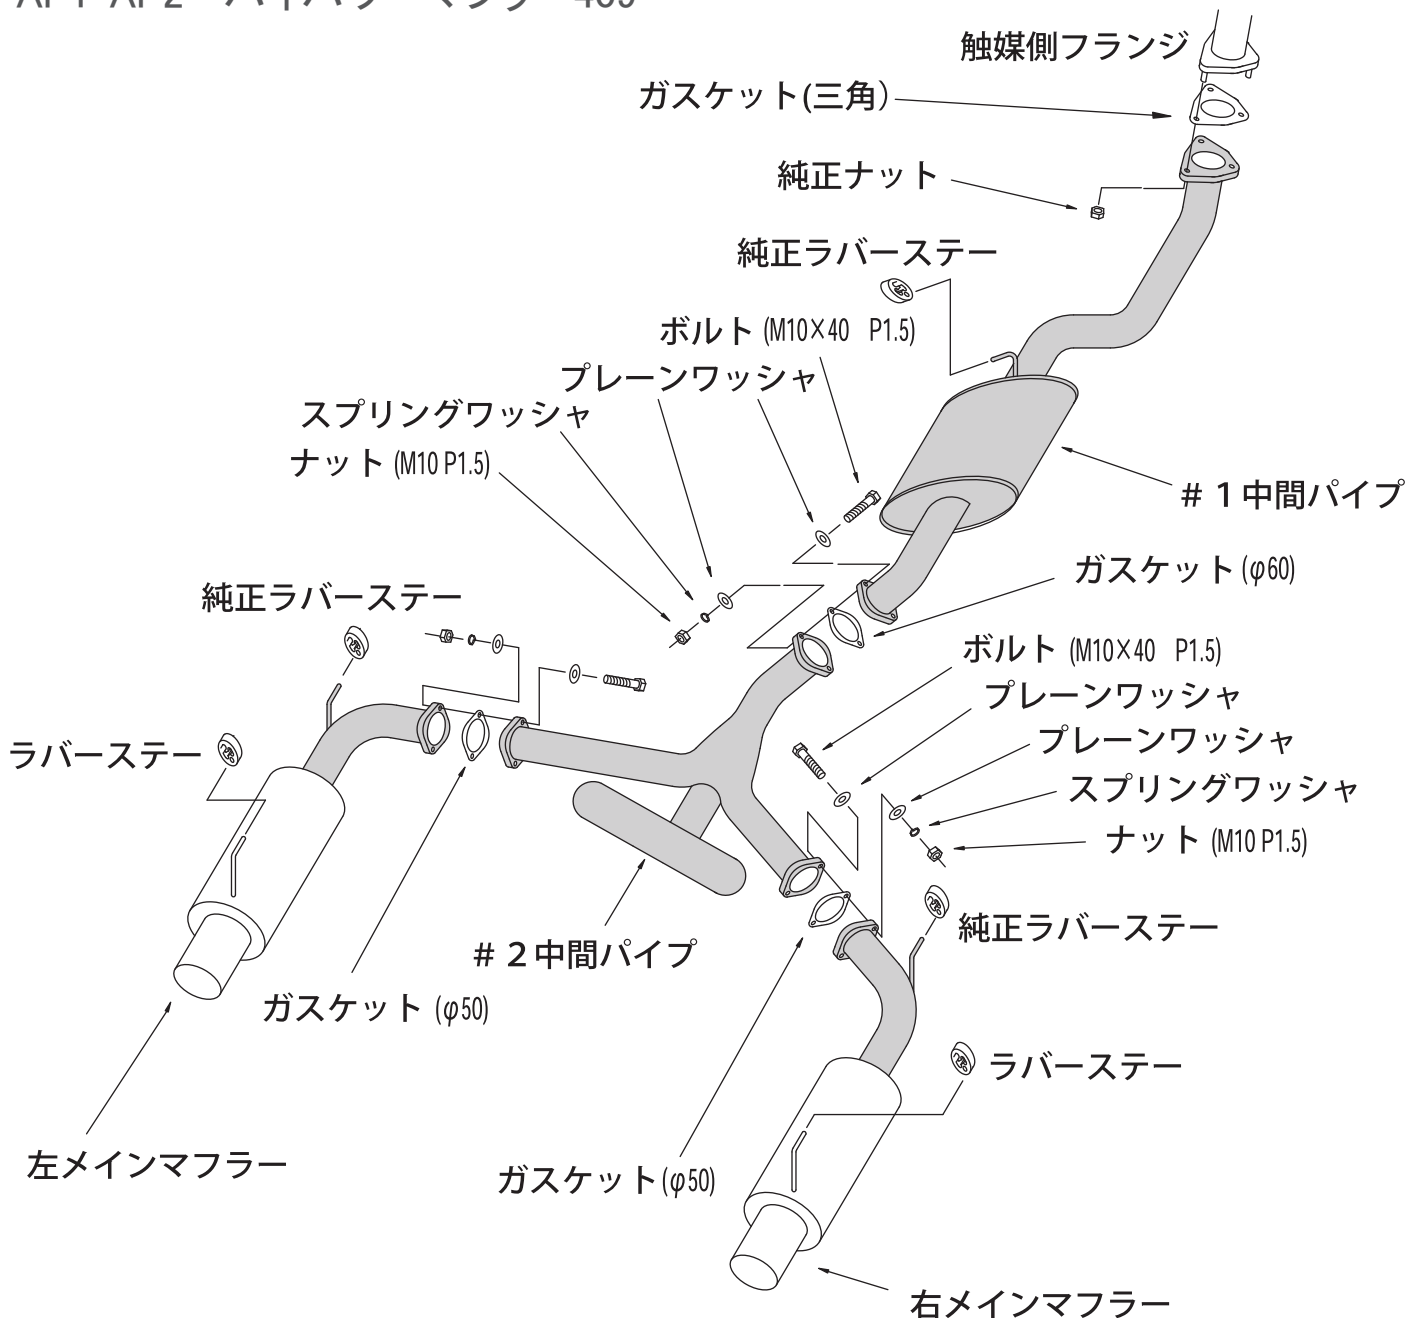 触媒側フランジ
ガスケット(三角)
純正ナット
純正ラバーステー
ボルト (M10×40 P1.5)
プレーンワッシャ
スプリングワッシャ
ナット (M10 P1.5)
#1中間パイプ
ガスケット(φ60)
純正ラバーステー
ボルト (M10×40 P1.5)
プレーンワッシャ
ラバーステー
プレーンワッシャ
スプリングワッシャ
ナット (M10 P1.5)
純正ラバーステー
#2中間パイプ
ガスケット (φ50)
ラバーステー
左メインマフラー
ガスケット(φ50)
右メインマフラー